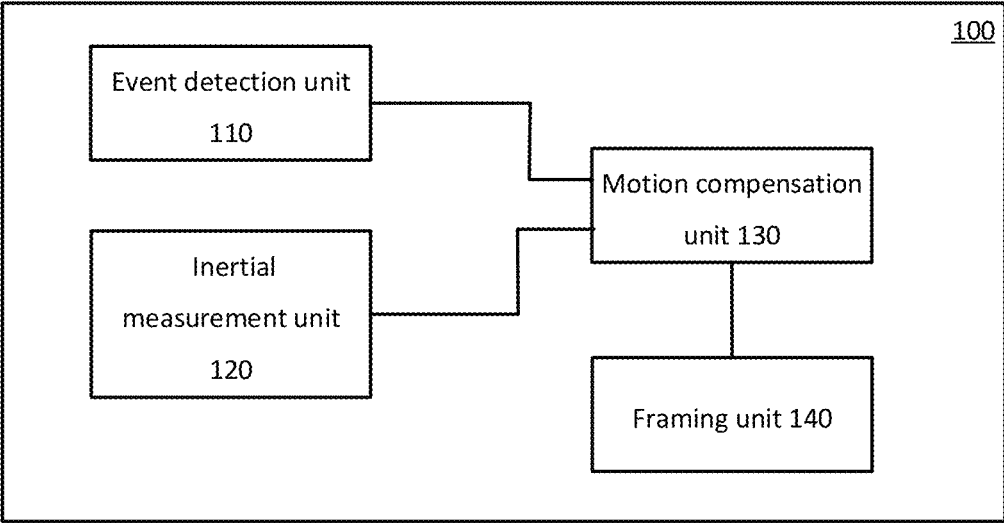 100
Event detection unit
110
Motion compensation
unit 130
Inertial
measurement unit
120
Framing unit 140